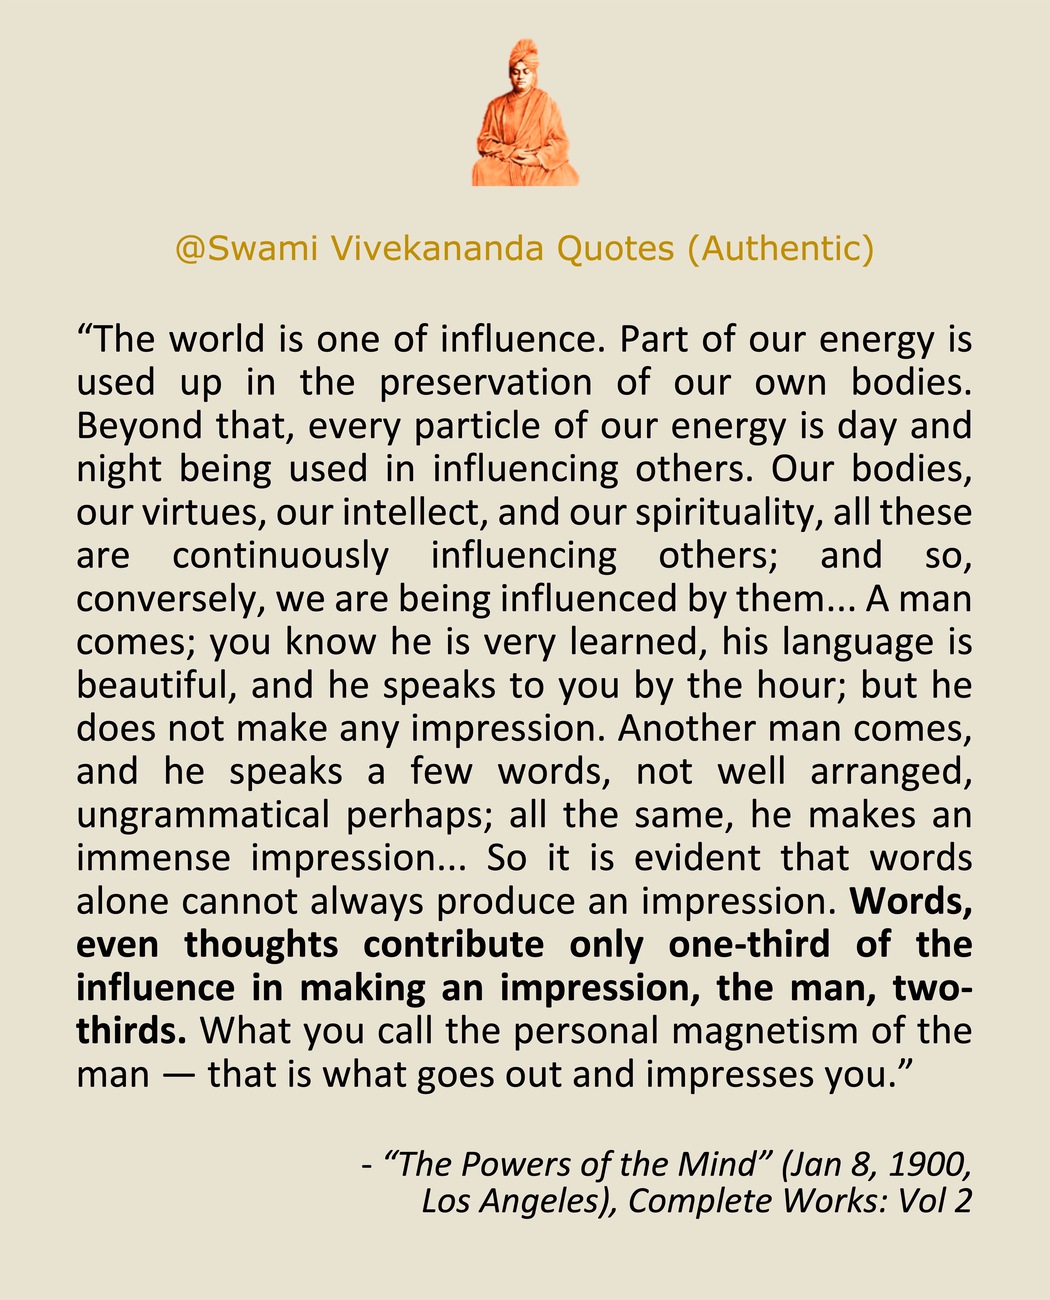 @Swami Vivekananda Quotes (Authentic)
“The world is one of influence. Part of our energy is
used up in the preservation of our own bodies.
Beyond that, every particle of our energy is day and
night being used in influencing others. Our bodies,
our virtues, our intellect, and our spirituality, all these
are continuously influencing others; and so,
conversely, we are being influenced by them... A man
comes; you know he is very learned, his language is
beautiful, and he speaks to you by the hour; but he
does not make any impression. Another man comes,
and he speaks a few words, not well arranged,
ungrammatical perhaps; all the same, he makes an
immense impression... So it is evident that words
alone cannot always produce an impression. Words,
even thoughts contribute only one-third of the
influence in making an impression, the man, two-
thirds. What you call the personal magnetism of the
man — that is what goes out and impresses you.”
- “The Powers of the Mind” (Jan 8, 1900,
Los Angeles), Complete Works: Vol 2